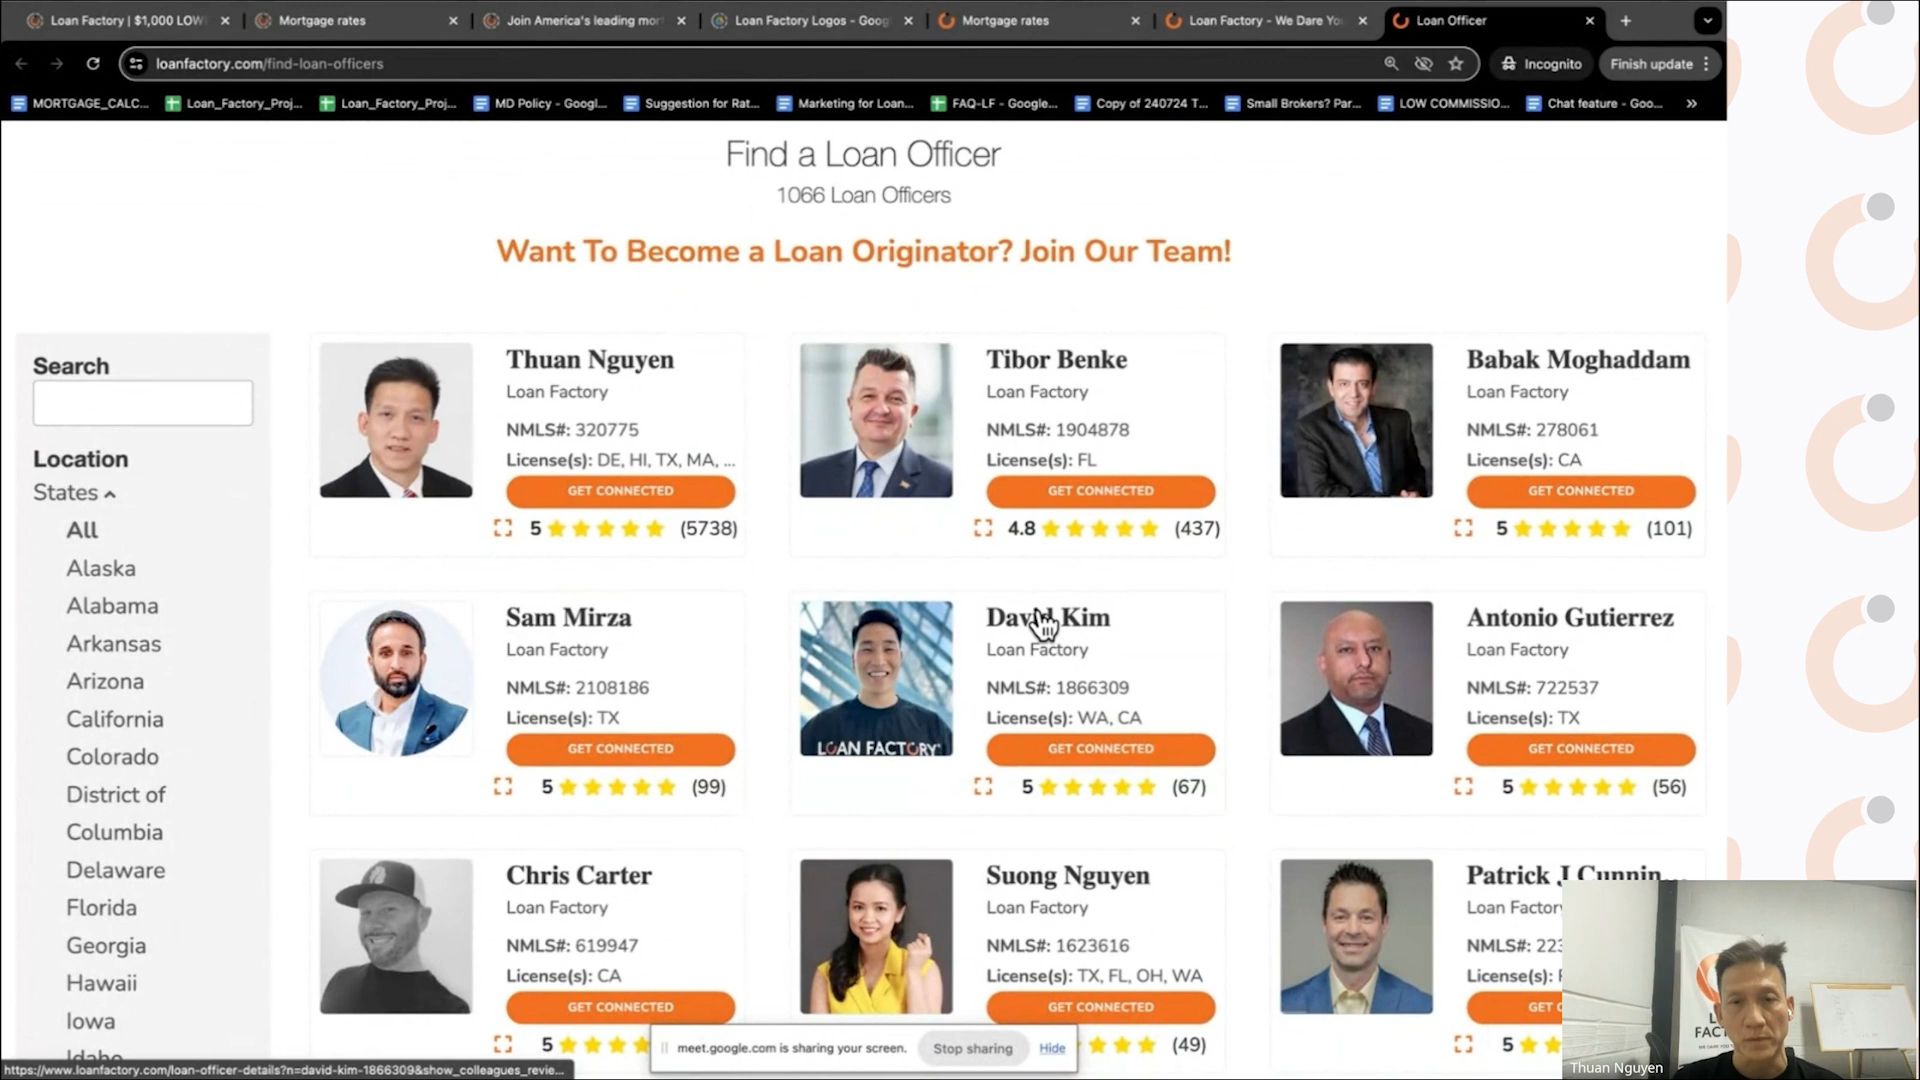 Loan Factory | $1,000 LOW
Mortgage rates
Join America's leading mor
Loan Factory Logos - Goog
Mortgage rates
Loan Factory - We Dare Yo
Loan Officer
loanfactory.com/find-loan-officers
Incognito
Finish update
MORTGAGE_CALC...
Loan_Factory_Proj...
Loan_Factory_Proj...
MD Policy - Googl...
Suggestion for Rat...
Marketing for Loan...
FAQ-LF - Google...
Copy of 240724 T...
Small Brokers? Par...
LOW COMMISSIO...
Chat feature - Goo...
Find a Loan Officer
1066 Loan Officers
Want To Become a Loan Originator? Join Our Team!
Search
Location
States
All
Alaska
Alabama
Arkansas
Arizona
California
Colorado
District of
Columbia
Delaware
Florida
Georgia
Hawaii
Iowa
Idaho
Thuan Nguyen
Loan Factory
NMLS#: 320775
License(s): DE, HI, TX, MA, ...
GET CONNECTED
5 (5738)
Tibor Benke
Loan Factory
NMLS#: 1904878
License(s): FL
GET CONNECTED
4.8 (437)
Babak Moghaddam
Loan Factory
NMLS#: 278061
License(s): CA
GET CONNECTED
5 (101)
Sam Mirza
Loan Factory
NMLS#: 2108186
License(s): TX
GET CONNECTED
5 (99)
LOAN FACTORY
David Kim
Loan Factory
NMLS#: 1866309
License(s): WA, CA
GET CONNECTED
5 (67)
Antonio Gutierrez
Loan Factory
NMLS#: 722537
License(s): TX
GET CONNECTED
5 (56)
Chris Carter
Loan Factory
NMLS#: 619947
License(s): CA
GET CONNECTED
5
Suong Nguyen
Loan Factory
NMLS#: 1623616
License(s): TX, FL, OH, WA
GET CONNECTED
(49)
Patrick J Cunnin...
Loan Factory
NMLS#: 223
License(s):
GET
5
meet.google.com is sharing your screen.
Stop sharing
Hide
https://www.loanfactory.com/loan-officer-details?n=david-kim-1866309&show_colleagues_revie...
Thuan Nguyen